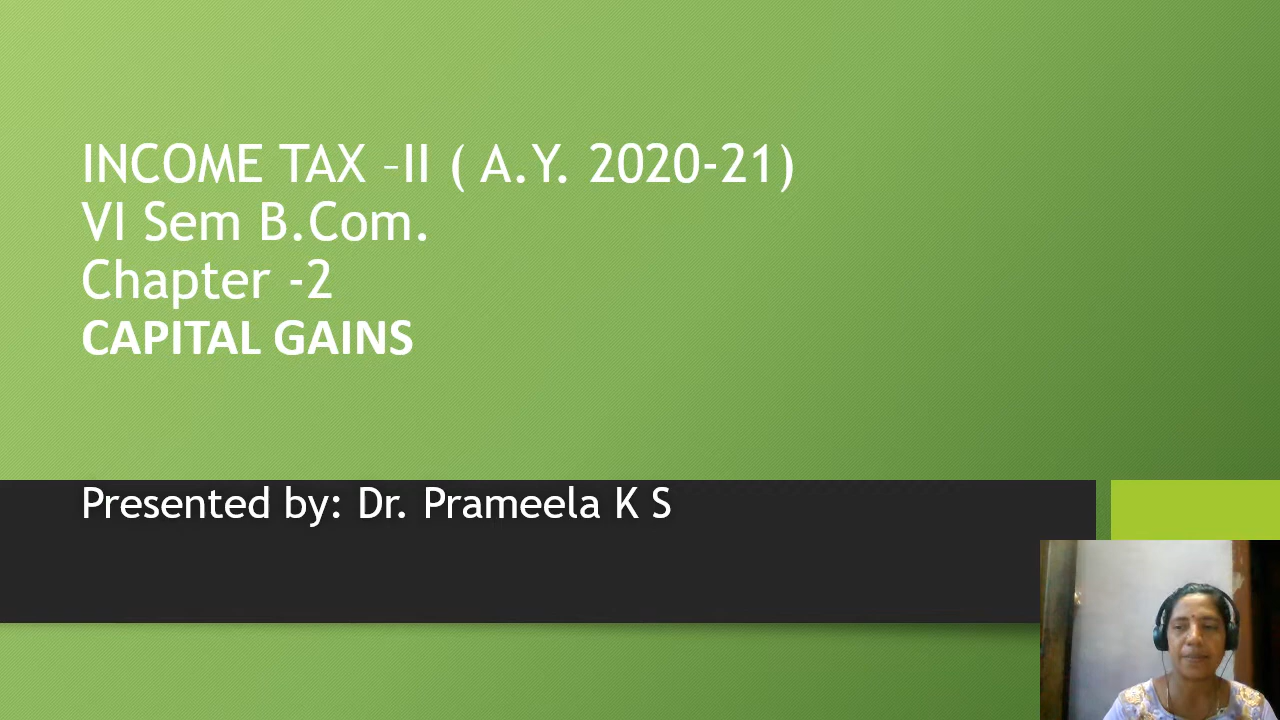 INCOME TAX –II ( A.Y. 2020-21)
VI Sem B.Com.
Chapter -2
CAPITAL GAINS
Presented by: Dr. Prameela K S